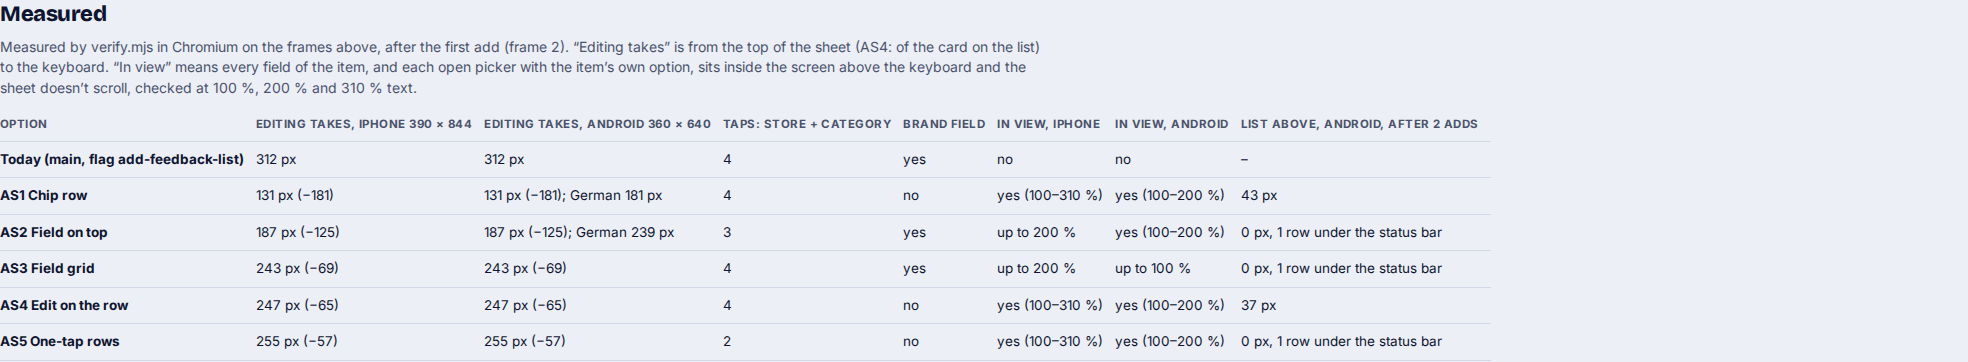 Measured
Measured by verify.mjs in Chromium on the frames above, after the first add (frame 2). “Editing takes” is from the top of the sheet (AS4: of the card on the list)
to the keyboard. “In view” means every field of the item, and each open picker with the item’s own option, sits inside the screen above the keyboard and the
sheet doesn’t scroll, checked at 100 %, 200 % and 310 % text.
OPTION EDITING TAKES, IPHONE 390 × 844 EDITING TAKES, ANDROID 360 × 640 TAPS: STORE + CATEGORY BRAND FIELD IN VIEW, IPHONE IN VIEW, ANDROID LIST ABOVE, ANDROID, AFTER 2 ADDS
Today (main, flag add-feedback-list) 312 px 312 px 4 yes no no –
AS1 Chip row 131 px (−181) 131 px (−181); German 181 px 4 no yes (100–310 %) yes (100–200 %) 43 px
AS2 Field on top 187 px (−125) 187 px (−125); German 239 px 3 yes up to 200 % yes (100–200 %) 0 px, 1 row under the status bar
AS3 Field grid 243 px (−69) 243 px (−69) 4 yes up to 200 % up to 100 % 0 px, 1 row under the status bar
AS4 Edit on the row 247 px (−65) 247 px (−65) 4 no yes (100–310 %) yes (100–200 %) 37 px
AS5 One-tap rows 255 px (−57) 255 px (−57) 2 no yes (100–310 %) yes (100–200 %) 0 px, 1 row under the status bar